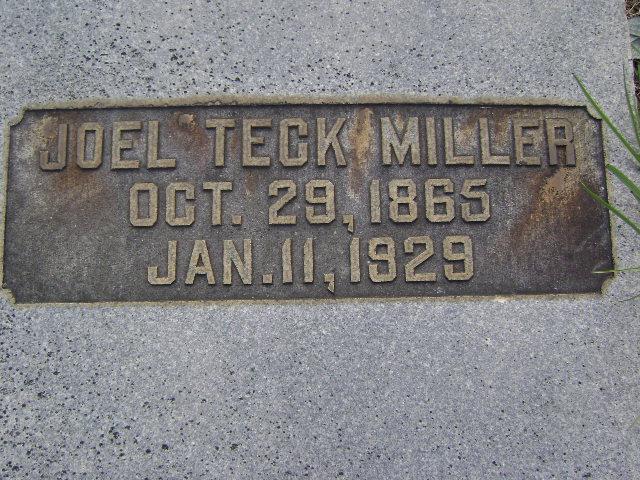 JOEL TECK MILLER
OCT. 29, 1865
JAN. 11, 1929